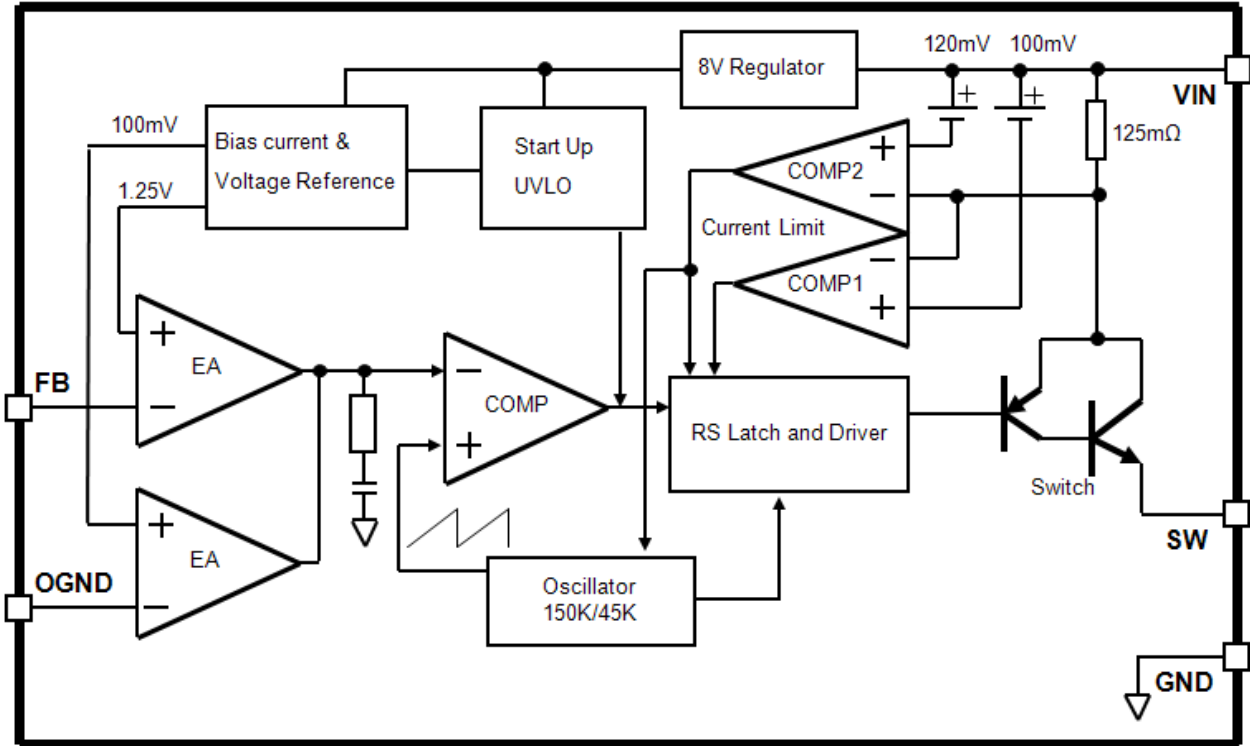 120mV
100mV
8V Regulator
VIN
100mV
Bias current &
Voltage Reference
Start Up
UVLO
125mΩ
1.25V
+
+
+
−
COMP2
Current Limit
−
COMP1
+
+
EA
−
FB
−
COMP
+
RS Latch and Driver
Switch
+
EA
−
OGND
Oscillator
150K/45K
SW
GND